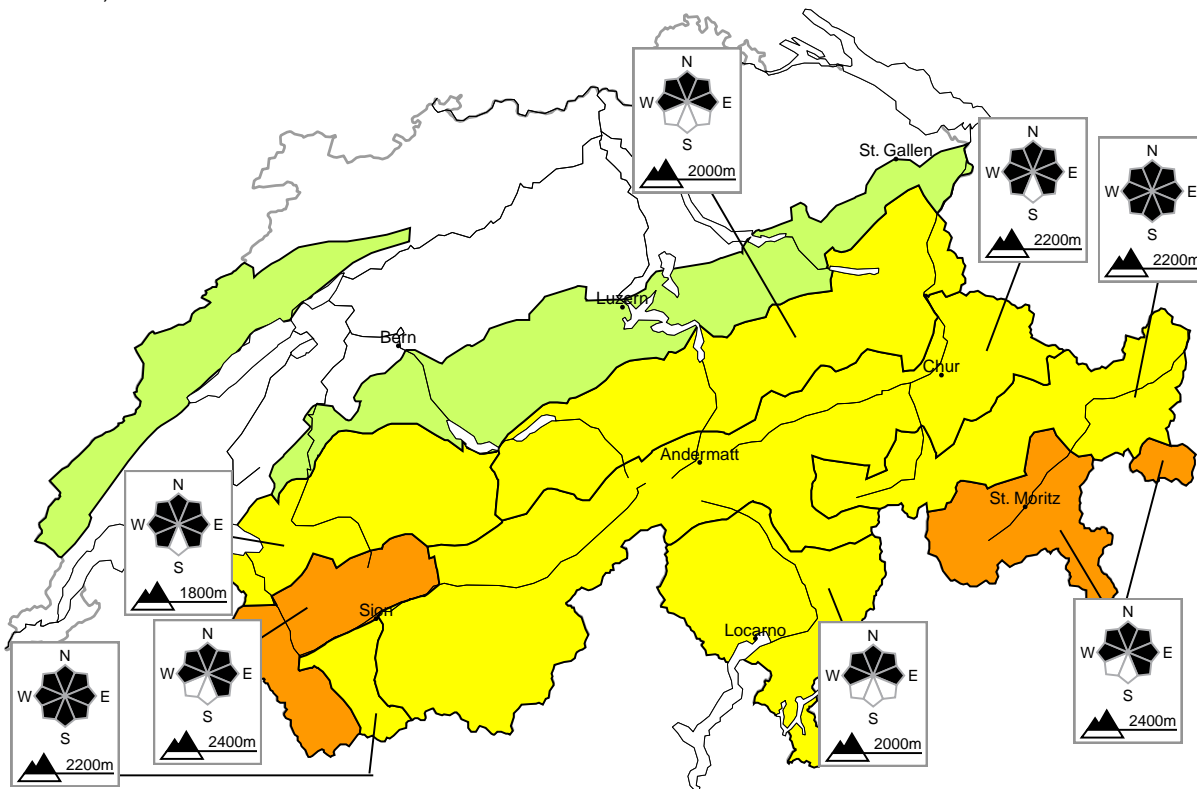 N
W E
S
2000m
St. Gallen
N
W E
S
2200m
N
W E
S
2200m
Luzern
Bern
Chur
Andermatt
St. Moritz
N
W E
S
1800m
Sion
Locarno
N
W E
S
2400m
N
W E
S
2200m
N
W E
S
2000m
N
W E
S
2400m